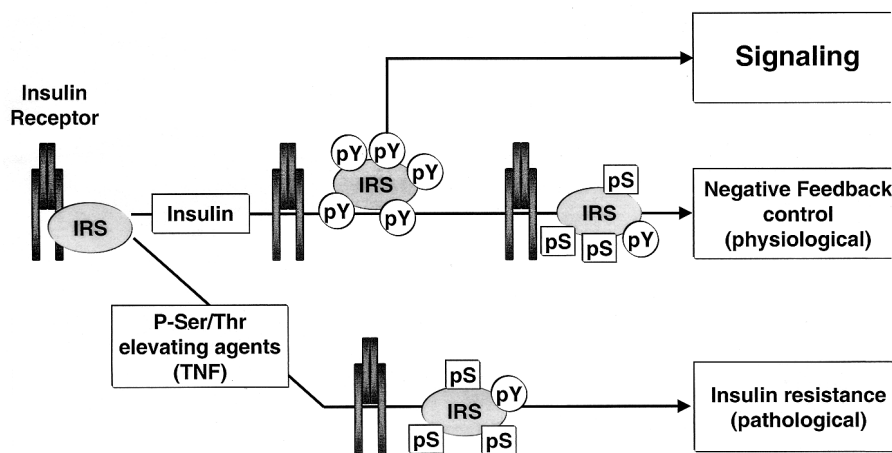 Signaling
Insulin
Receptor
pY
pY
pY
IRS
pY
pY
IRS
Insulin
pS
IRS
pS
pS
pY
Negative Feedback
control
(physiological)
P-Ser/Thr
elevating agents
(TNF)
pS
pY
IRS
pS
pS
Insulin resistance
(pathological)